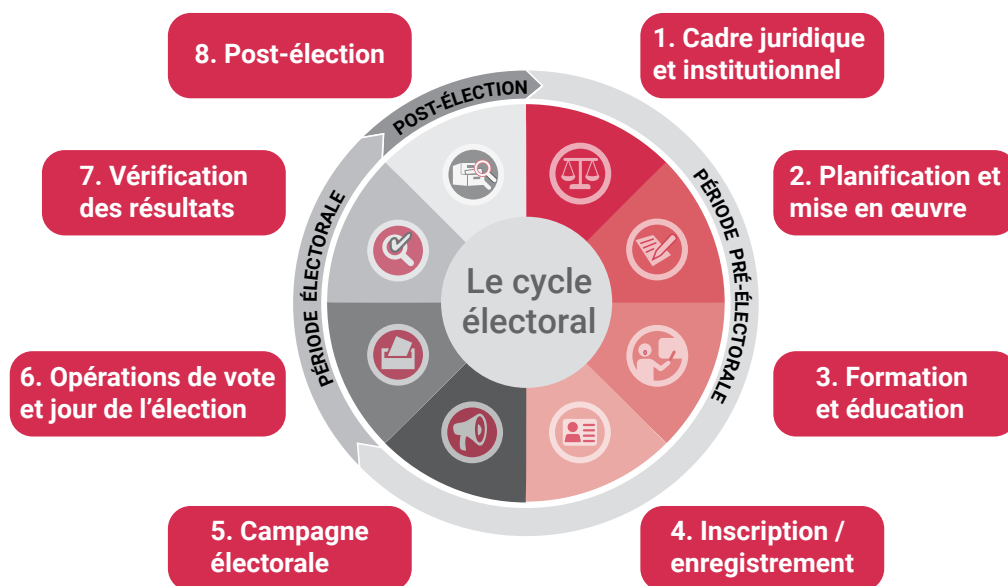 8. Post-élection
1. Cadre juridique
et institutionnel
POST-ÉLECTION
7. Vérification
des résultats
2. Planification et
mise en œuvre
PÉRIODE ÉLECTORALE
PÉRIODE PRÉ-ÉLECTORALE
Le cycle
électoral
6. Opérations de vote
et jour de l’élection
3. Formation
et éducation
5. Campagne
électorale
4. Inscription /
enregistrement